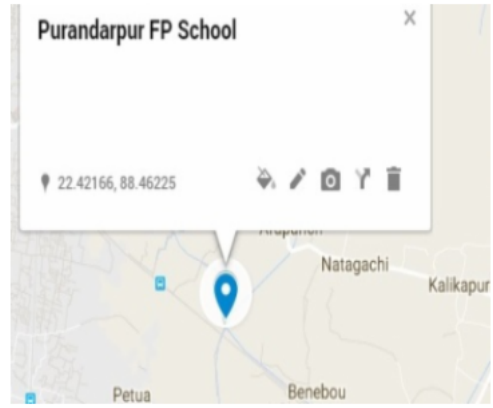 Purandarpur FP School
22.42166, 88.46225
Natagachi
Kalikapur
Petua
Benebou